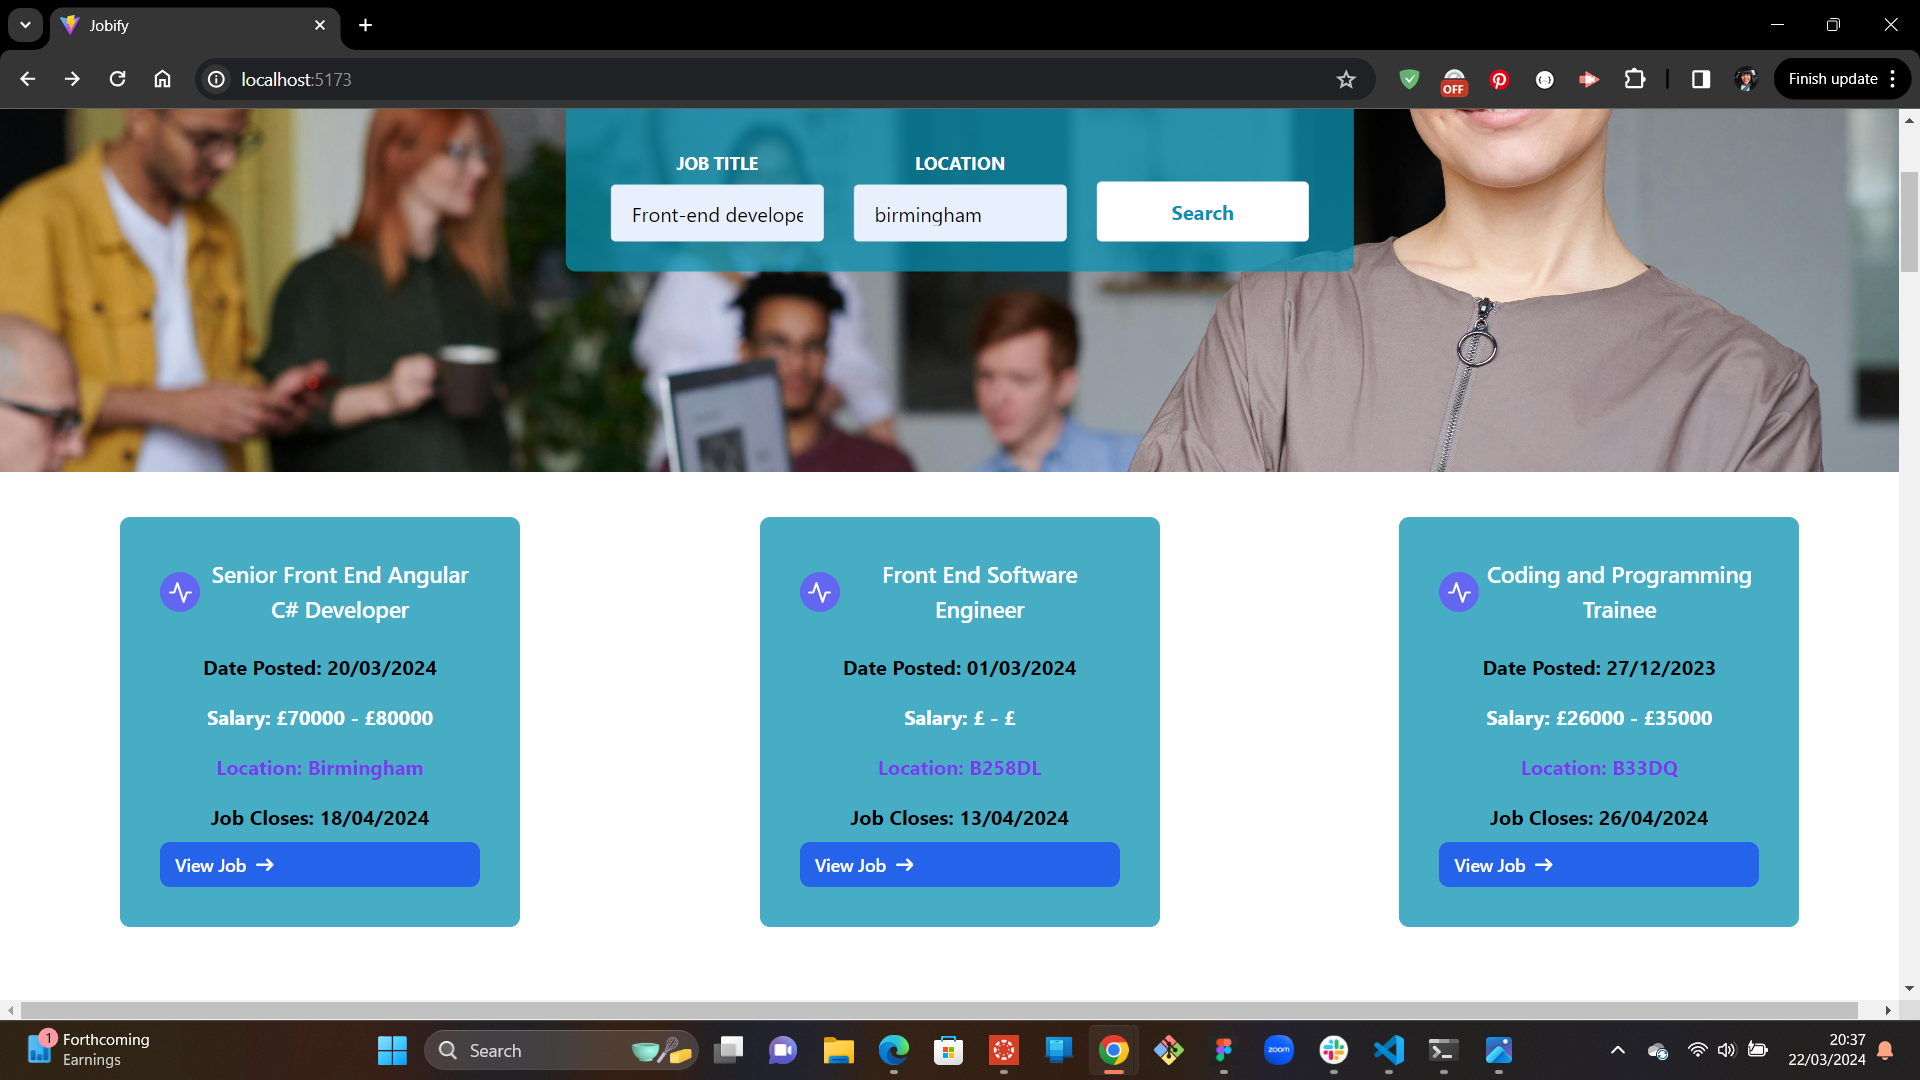 Jobify
localhost:5173
OFF
Finish update
JOB TITLE
LOCATION
Front-end develope
birmingham
Search
Senior Front End Angular
C# Developer
Date Posted: 20/03/2024
Salary: £70000 - £80000
Location: Birmingham
Job Closes: 18/04/2024
View Job
Front End Software
Engineer
Date Posted: 01/03/2024
Salary: £ - £
Location: B258DL
Job Closes: 13/04/2024
View Job
Coding and Programming
Trainee
Date Posted: 27/12/2023
Salary: £26000 - £35000
Location: B33DQ
Job Closes: 26/04/2024
View Job
1
Forthcoming
Earnings
Search
zoom
20:37
22/03/2024